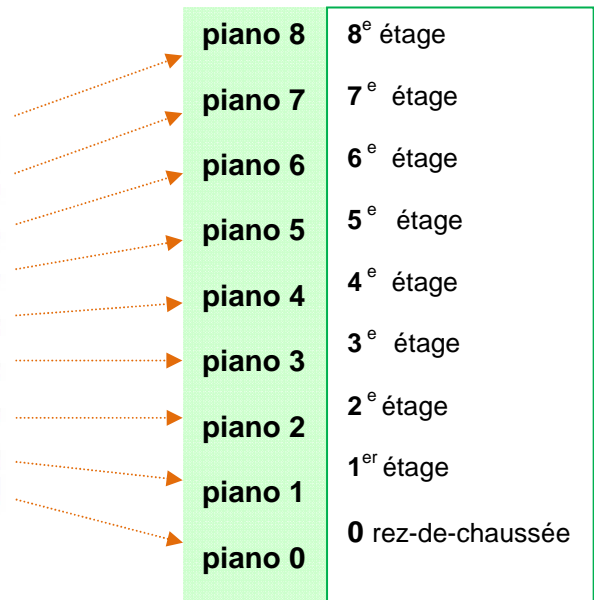 piano 8 8e étage
piano 7 7e étage
piano 6 6e étage
piano 5 5e étage
piano 4 4e étage
piano 3 3e étage
piano 2 2e étage
piano 1 1er étage
piano 0 0 rez-de-chaussée